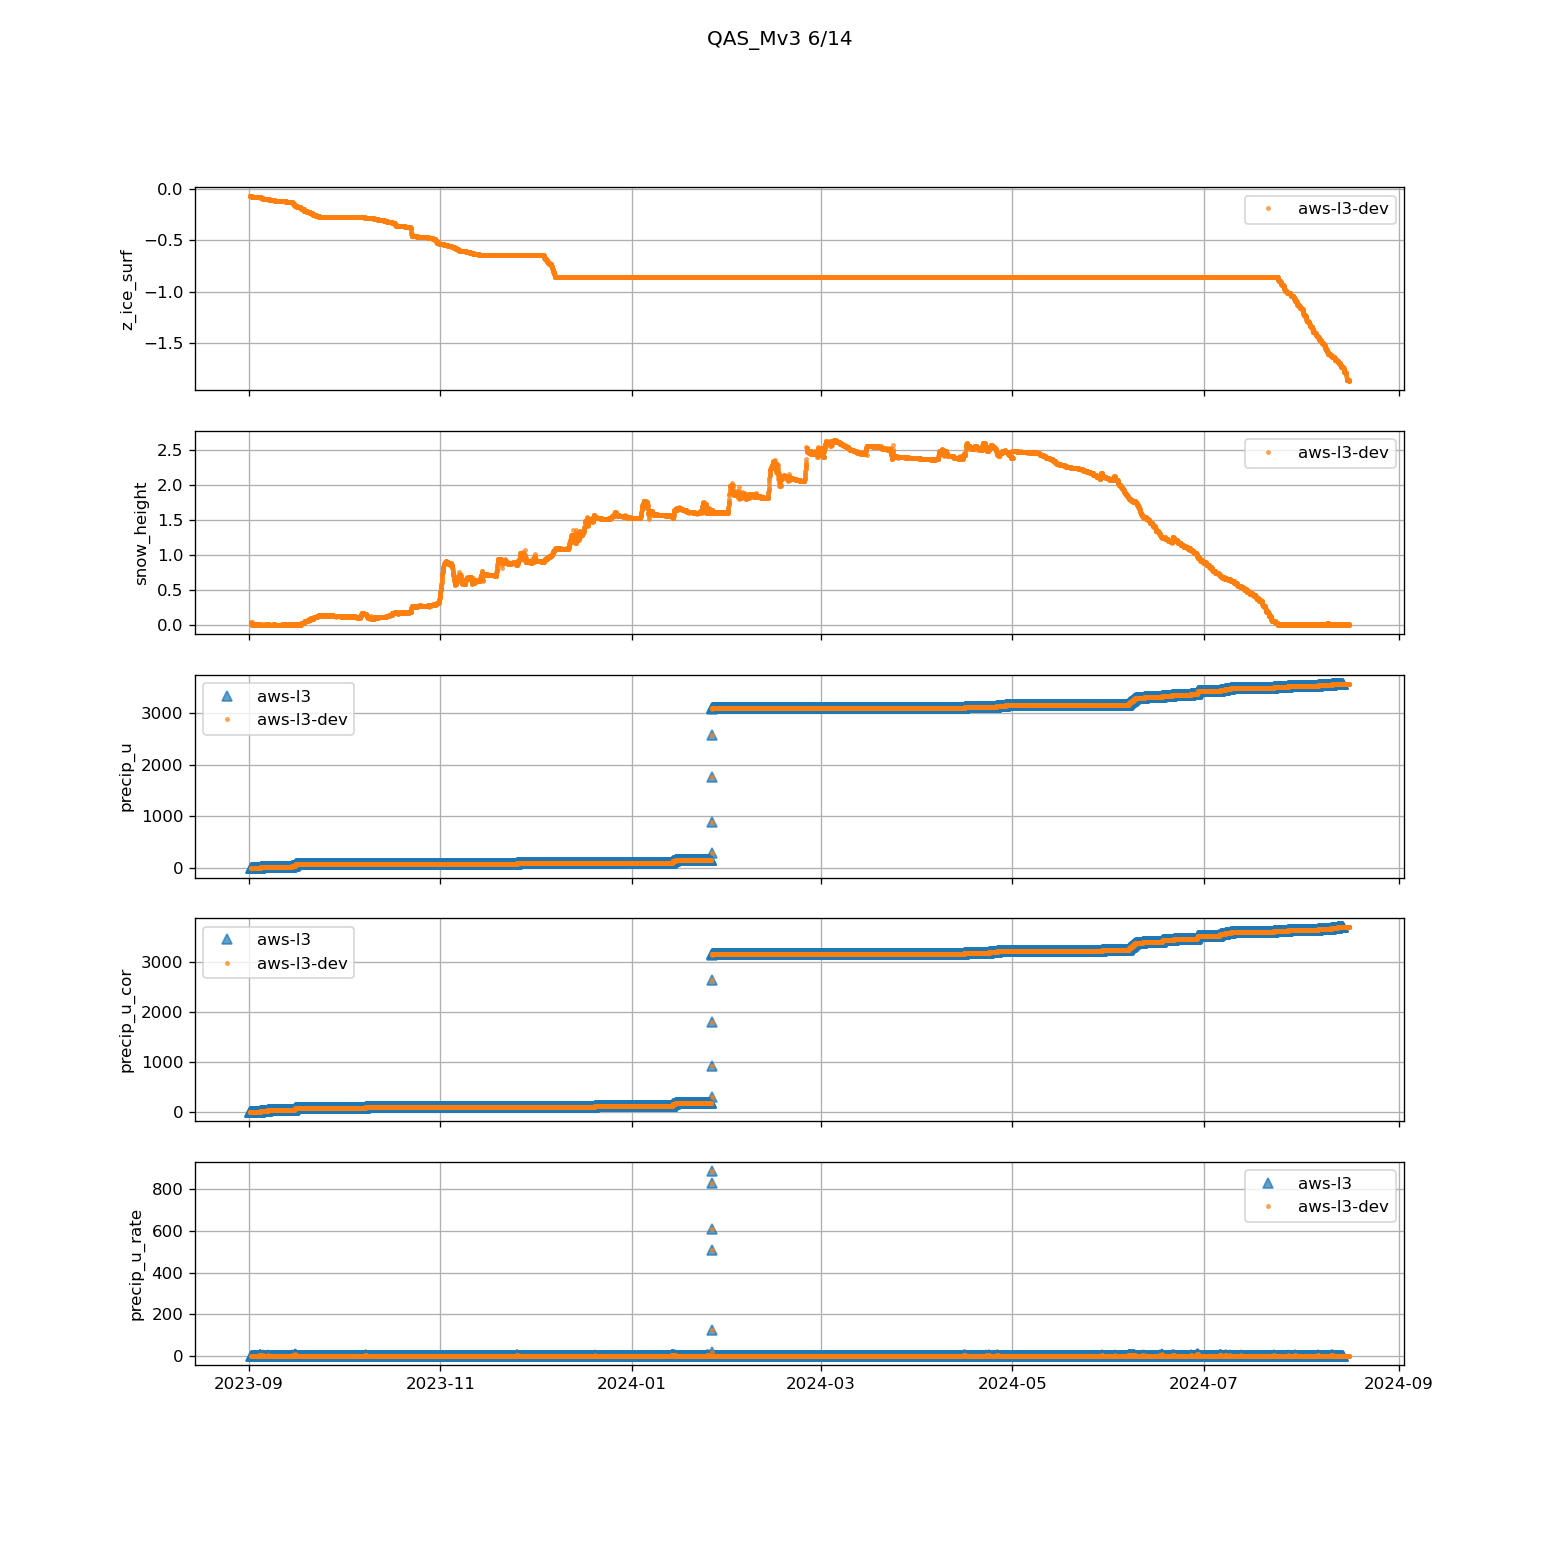 QAS_Mv3 6/14
0.0
−0.5
−1.0
−1.5
z_ice_surf
aws-l3-dev
2.5
2.0
1.5
1.0
0.5
0.0
snow_height
aws-l3-dev
3000
2000
1000
0
precip_u
aws-l3
aws-l3-dev
3000
2000
1000
0
precip_u_cor
aws-l3
aws-l3-dev
800
600
400
200
0
precip_u_rate
aws-l3
aws-l3-dev
2023-09 2023-11 2024-01 2024-03 2024-05 2024-07 2024-09